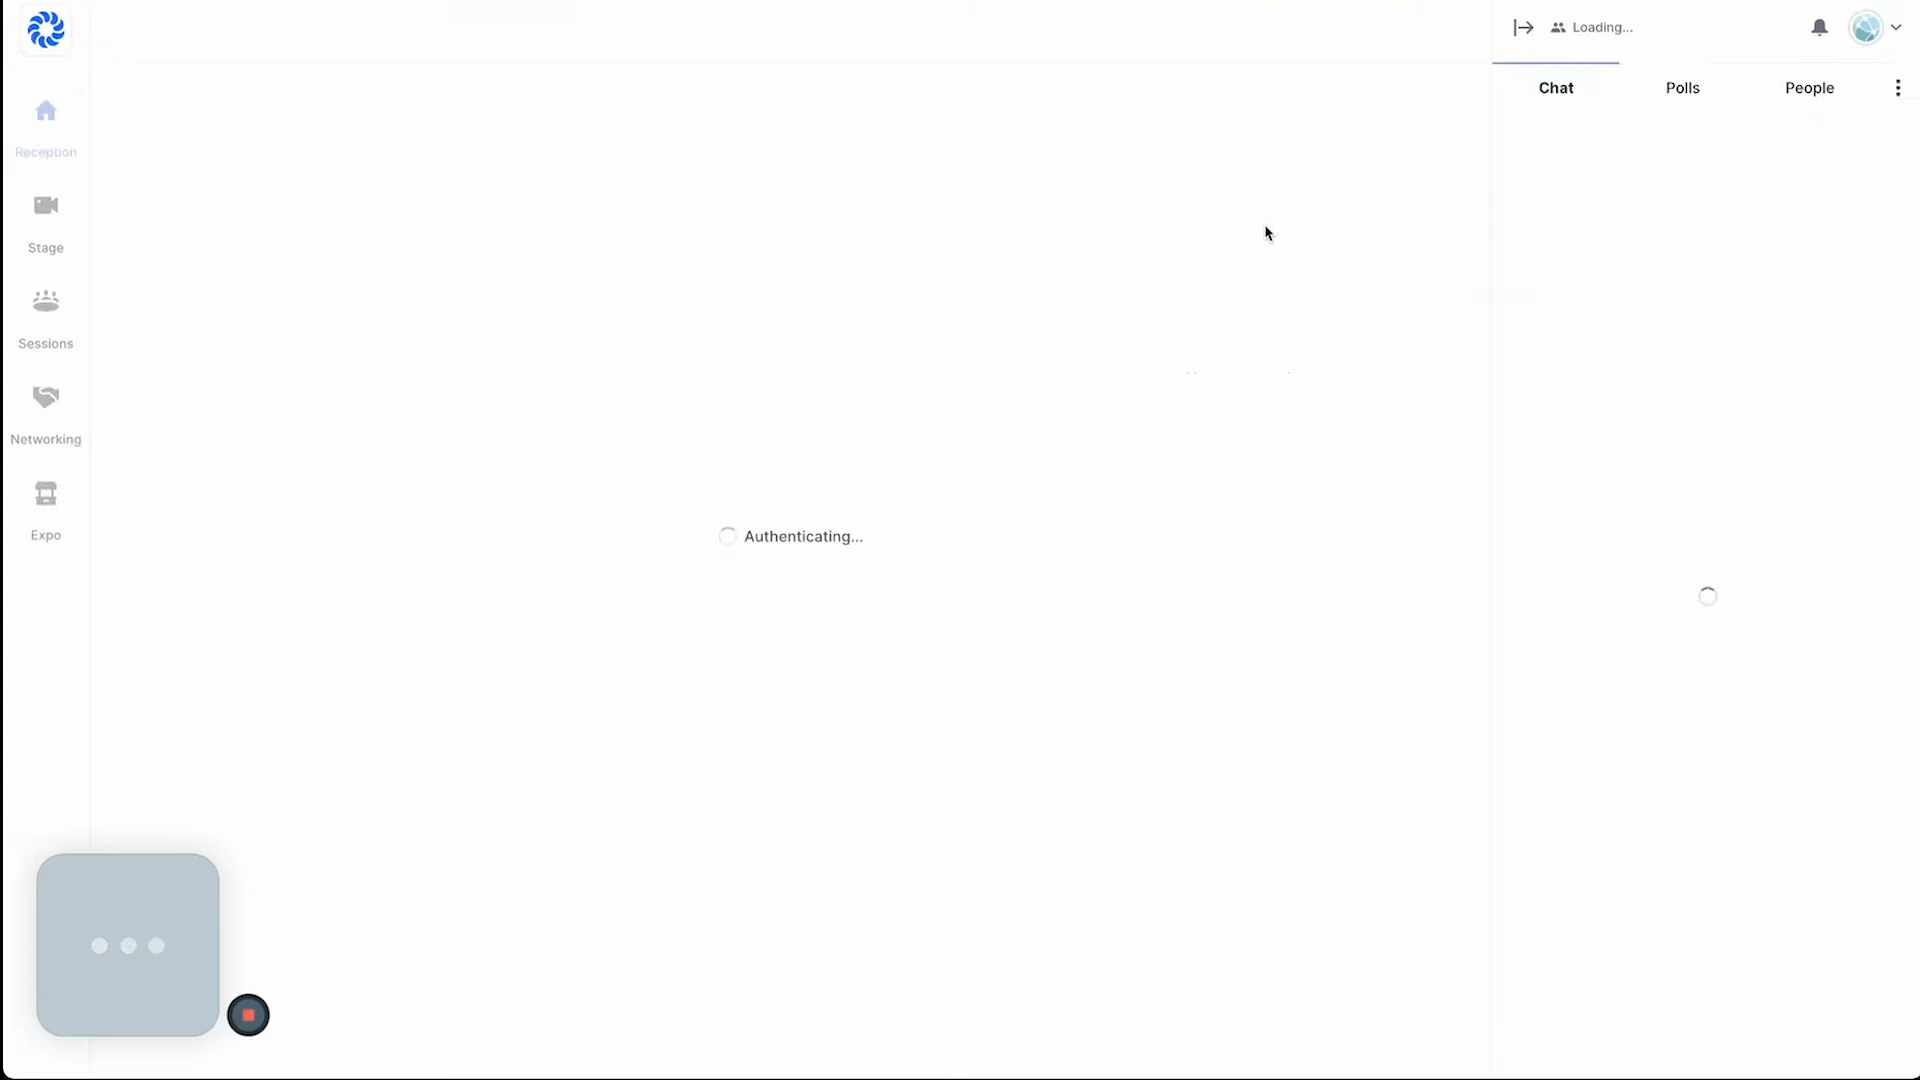 Loading...
Chat
Polls
People
Reception
Stage
Sessions
Networking
Expo
Authenticating...